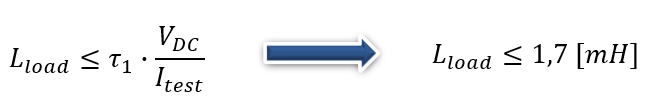 L_load ≤ τ_1 · V_DC / I_test L_load ≤ 1,7 [mH]